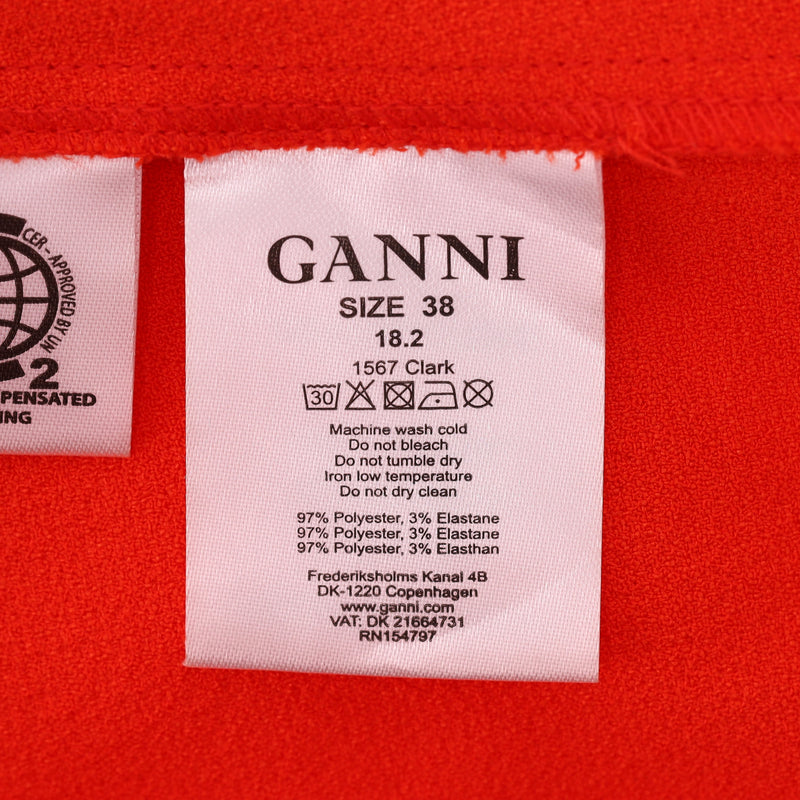 CER - APPROVED BY UN
2
PENSATED
ING
GANNI
SIZE 38
18.2
1567 Clark
30
Machine wash cold
Do not bleach
Do not tumble dry
Iron low temperature
Do not dry clean
97% Polyester, 3% Elastane
97% Polyester, 3% Elastane
97% Polyester, 3% Elasthan
Frederiksholms Kanal 4B
DK-1220 Copenhagen
www.ganni.com
VAT: DK 21664731
RN154797